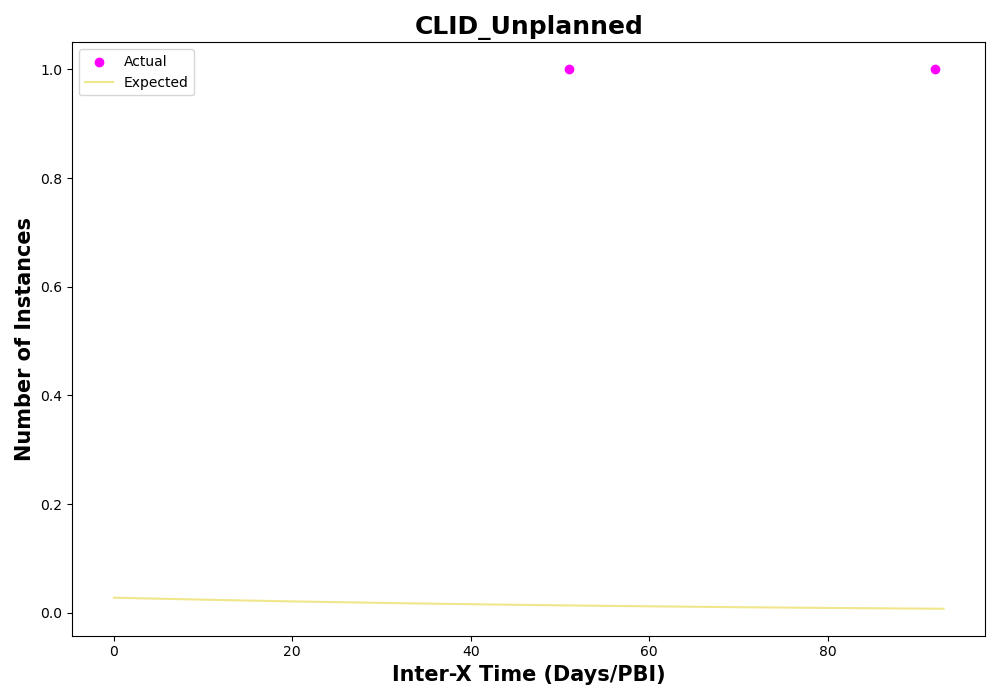 CLID_Unplanned
Actual
Expected
Number of Instances
1.0
0.8
0.6
0.4
0.2
0.0
0
20
40
60
80
Inter-X Time (Days/PBI)